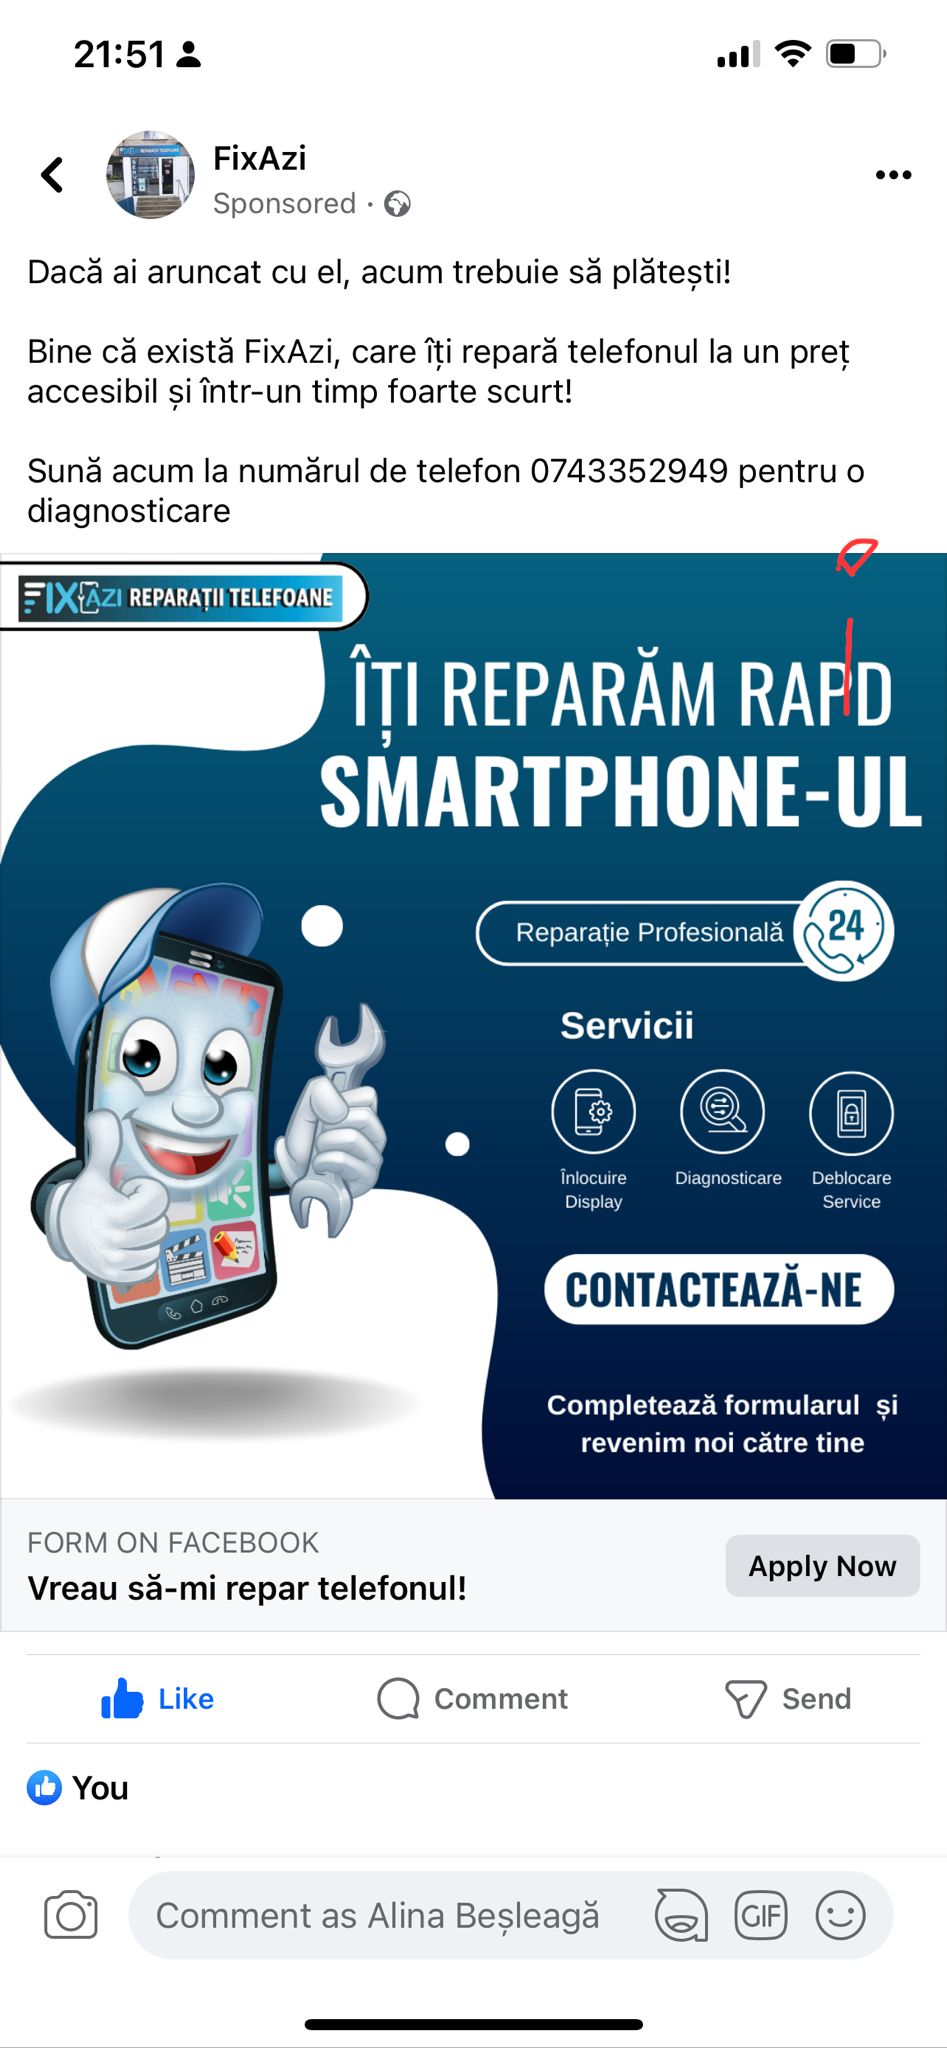 21:51
FixAzi
Sponsored ·
Dacă ai aruncat cu el, acum trebuie să plătești!
Bine că există FixAzi, care îți repară telefonul la un preț
accesibil și într-un timp foarte scurt!
Sună acum la numărul de telefon 0743352949 pentru o
diagnosticare
FIXAZI REPARAȚII TELEFOANE
ÎȚI REPARĂM RAPD
SMARTPHONE-UL
Reparație Profesională 24
Servicii
Înlocuire Display
Diagnosticare
Deblocare Service
CONTACTEAZĂ-NE
Completează formularul și
revenim noi către tine
FORM ON FACEBOOK
Vreau să-mi repar telefonul!
Apply Now
Like Comment Send
You
Comment as Alina Beșleagă GIF